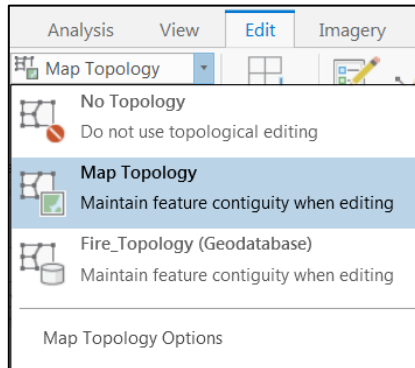 Analysis View Edit Imagery
Map Topology
No Topology
Do not use topological editing
Map Topology
Maintain feature contiguity when editing
Fire_Topology (Geodatabase)
Maintain feature contiguity when editing
Map Topology Options